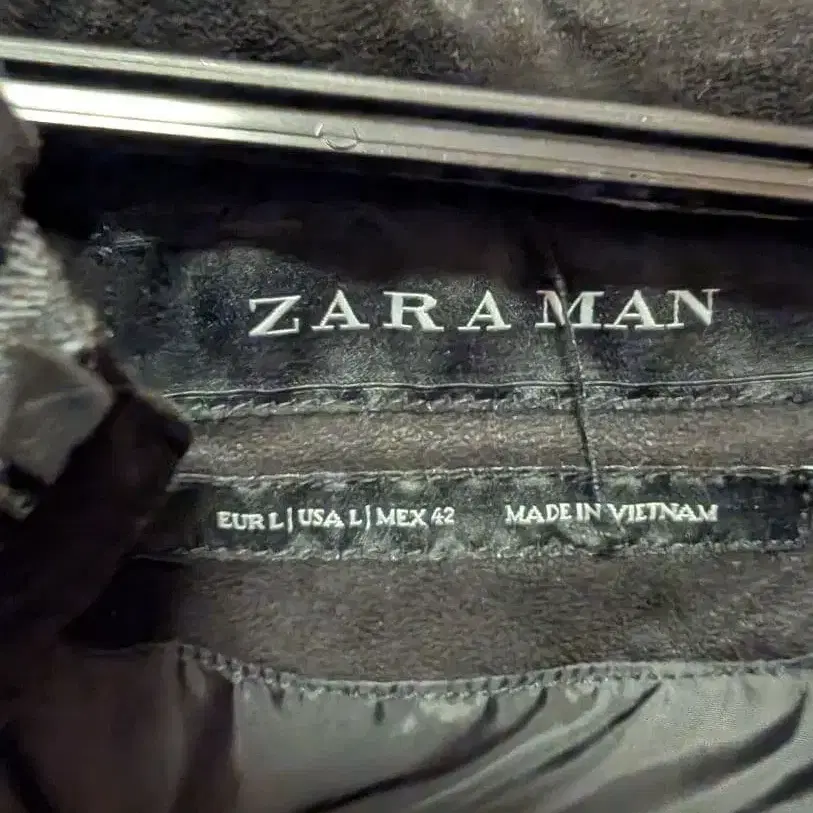 ZARA MAN
EUR L | USA L | MEX 42 MADE IN VIETNAM